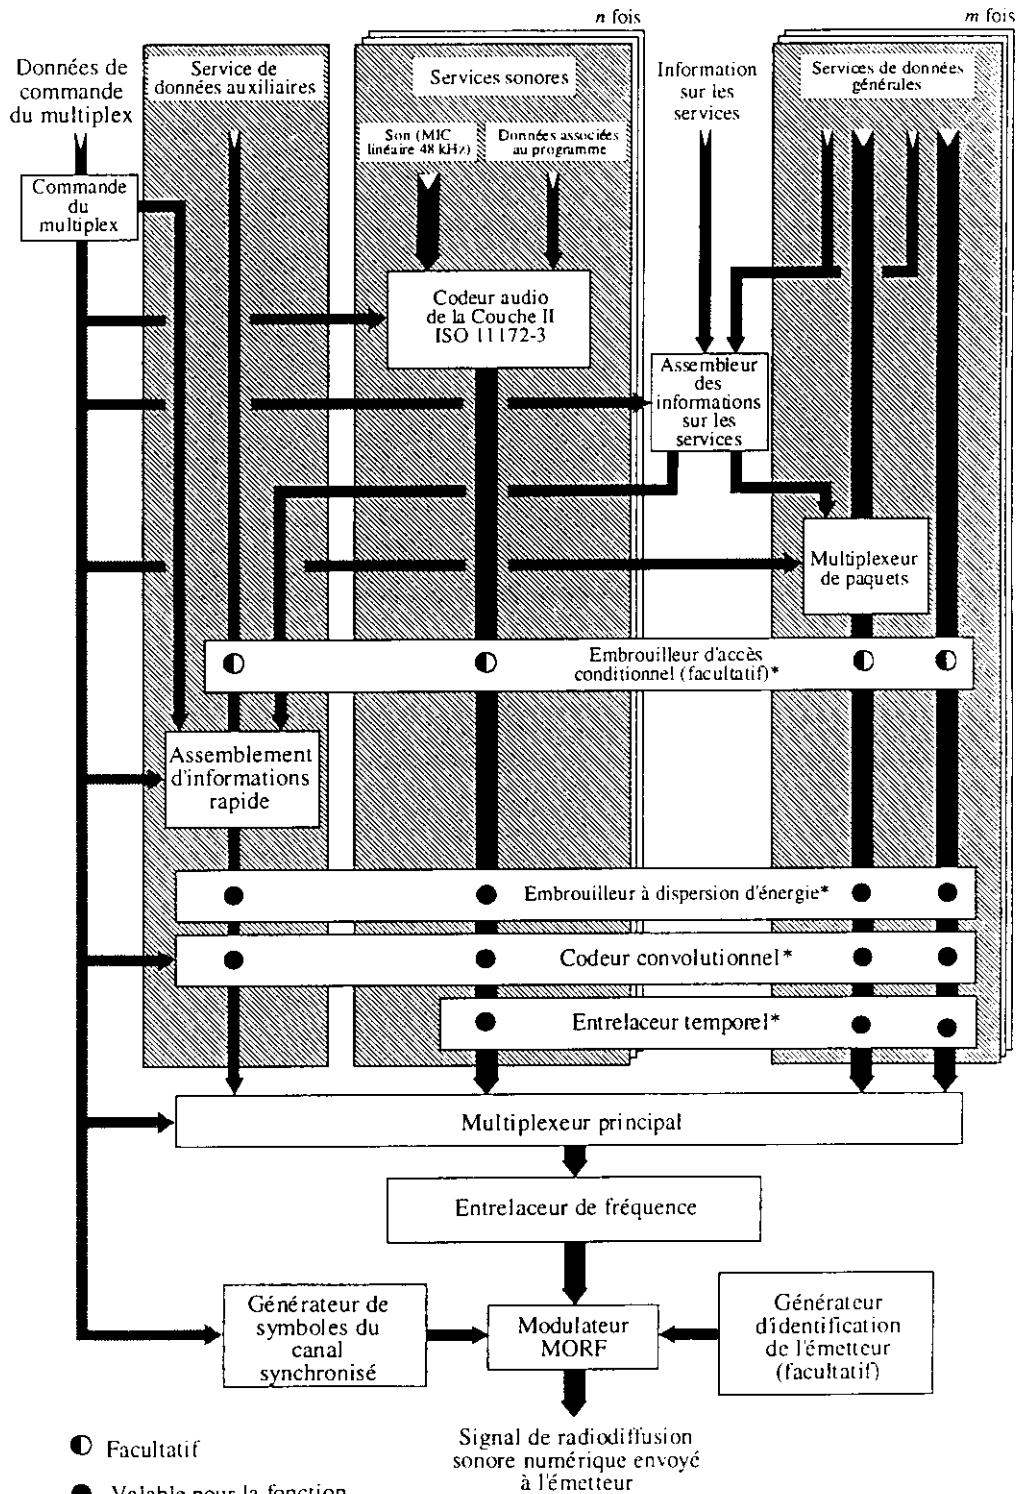 n fois
m fois
Données de
commande
du multiplex
Service de
données auxiliaires
Services sonores
Information
sur les
services
Services de données
générales
Son (MIC
linéaire 48 kHz)
Données associées
au programme
Commande
du
multiplex
Codeur audio
de la Couche II
ISO 11172-3
Assembleur
des
informations
sur les
services
Multiplexeur
de paquets
Embrouilleur d'accès
conditionnel (facultatif)*
Assemblement
d'informations
rapide
Embrouilleur à dispersion d'énergie*
Codeur convolutionnel*
Entrelaceur temporel*
Multiplexeur principal
Entrelaceur de fréquence
Générateur de
symboles du
canal
synchronisé
Modulateur
MORF
Générateur
d'identification
de l'émetteur
(facultatif)
Signal de radiodiffusion
sonore numérique envoyé
à l'émetteur
Facultatif
Valable pour la fonction